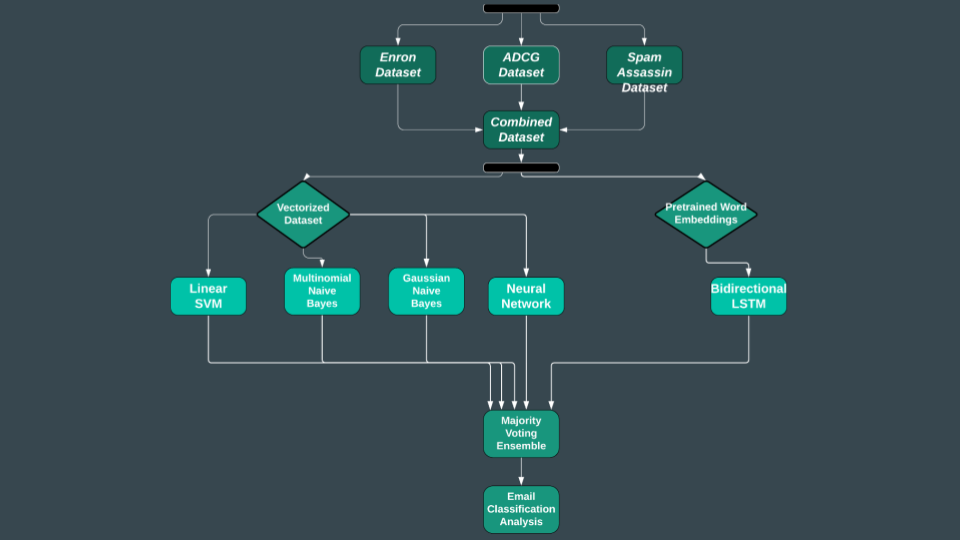 Enron
Dataset
ADCG
Dataset
Spam
Assassin
Dataset
Combined
Dataset
Vectorized
Dataset
Pretrained Word
Embeddings
Linear
SVM
Multinomial
Naive
Bayes
Gaussian
Naive
Bayes
Neural
Network
Bidirectional
LSTM
Majority
Voting
Ensemble
Email
Classification
Analysis